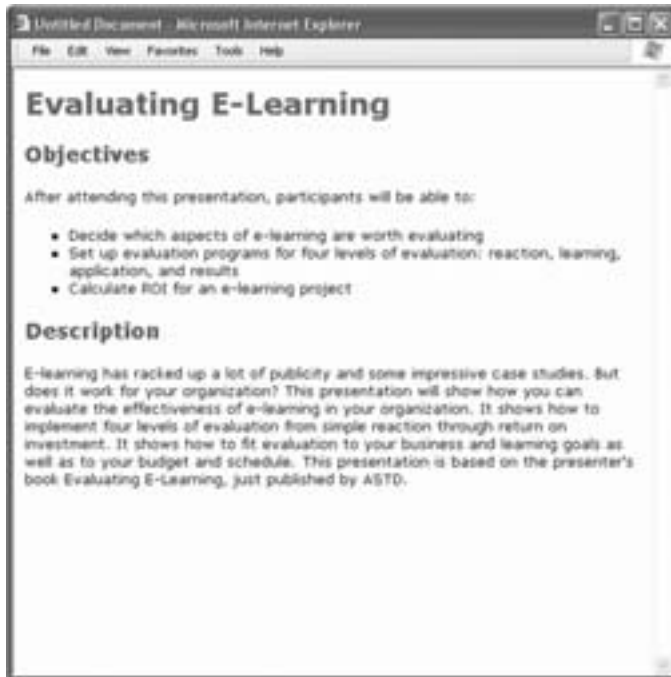 Untitled Document - Microsoft Internet Explorer
File Edit View Favorites Tools Help
Evaluating E-Learning
Objectives
After attending this presentation, participants will be able to:
• Decide which aspects of e-learning are worth evaluating
• Set up evaluation programs for four levels of evaluation: reaction, learning,
application, and results
• Calculate ROI for an e-learning project
Description
E-learning has racked up a lot of publicity and some impressive case studies. But
does it work for your organization? This presentation will show how you can
evaluate the effectiveness of e-learning in your organization. It shows how to
implement four levels of evaluation from simple reaction through return on
investment. It shows how to fit evaluation to your business and learning goals as
well as to your budget and schedule. This presentation is based on the presenter's
book Evaluating E-Learning, just published by ASTD.